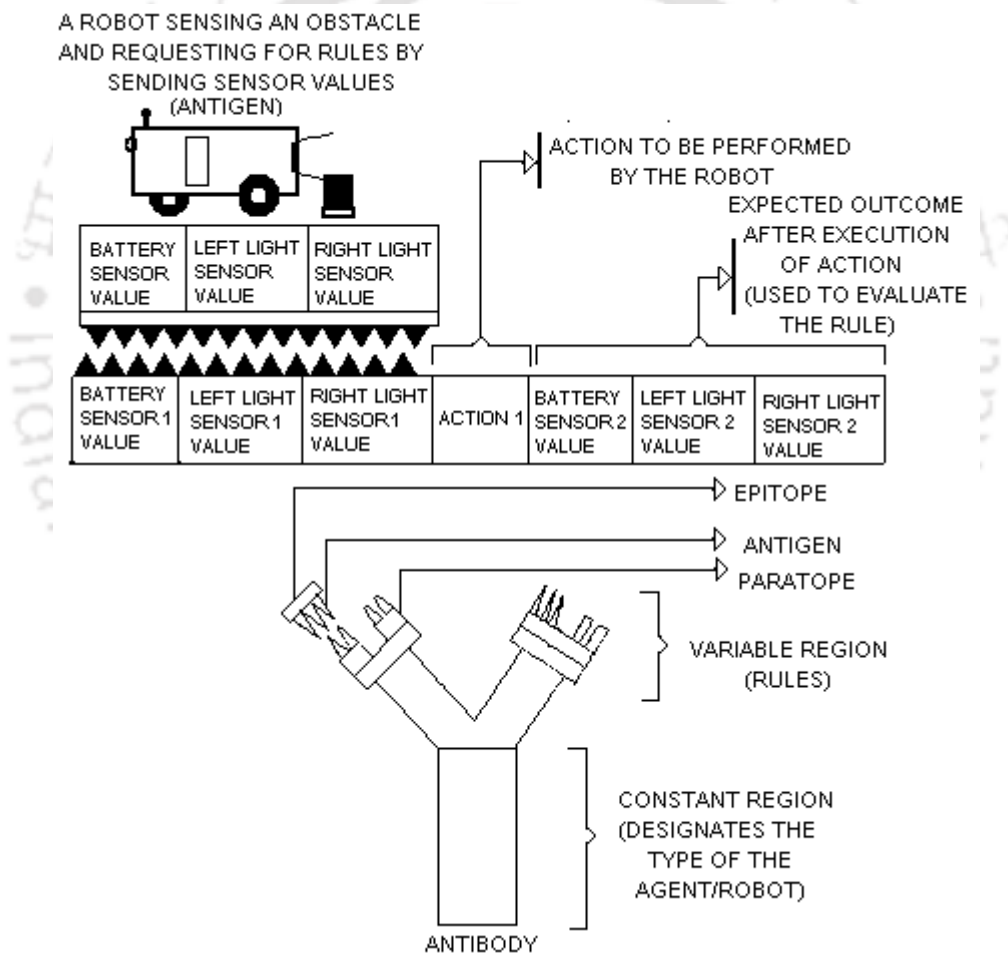 A ROBOT SENSING AN OBSTACLE
AND REQUESTING FOR RULES BY
SENDING SENSOR VALUES
(ANTIGEN)
ACTION TO BE PERFORMED
BY THE ROBOT
EXPECTED OUTCOME
AFTER EXECUTION
OF ACTION
(USED TO EVALUATE
THE RULE)
BATTERY
SENSOR
VALUE
LEFT LIGHT
SENSOR
VALUE
RIGHT LIGHT
SENSOR
VALUE
BATTERY
SENSOR 1
VALUE
LEFT LIGHT
SENSOR 1
VALUE
RIGHT LIGHT
SENSOR1
VALUE
ACTION 1
BATTERY
SENSOR 2
VALUE
LEFT LIGHT
SENSOR 2
VALUE
RIGHT LIGHT
SENSOR 2
VALUE
EPITOPE
ANTIGEN
PARATOPE
VARIABLE REGION
(RULES)
CONSTANT REGION
(DESIGNATES THE
TYPE OF THE
AGENT/ROBOT)
ANTIBODY